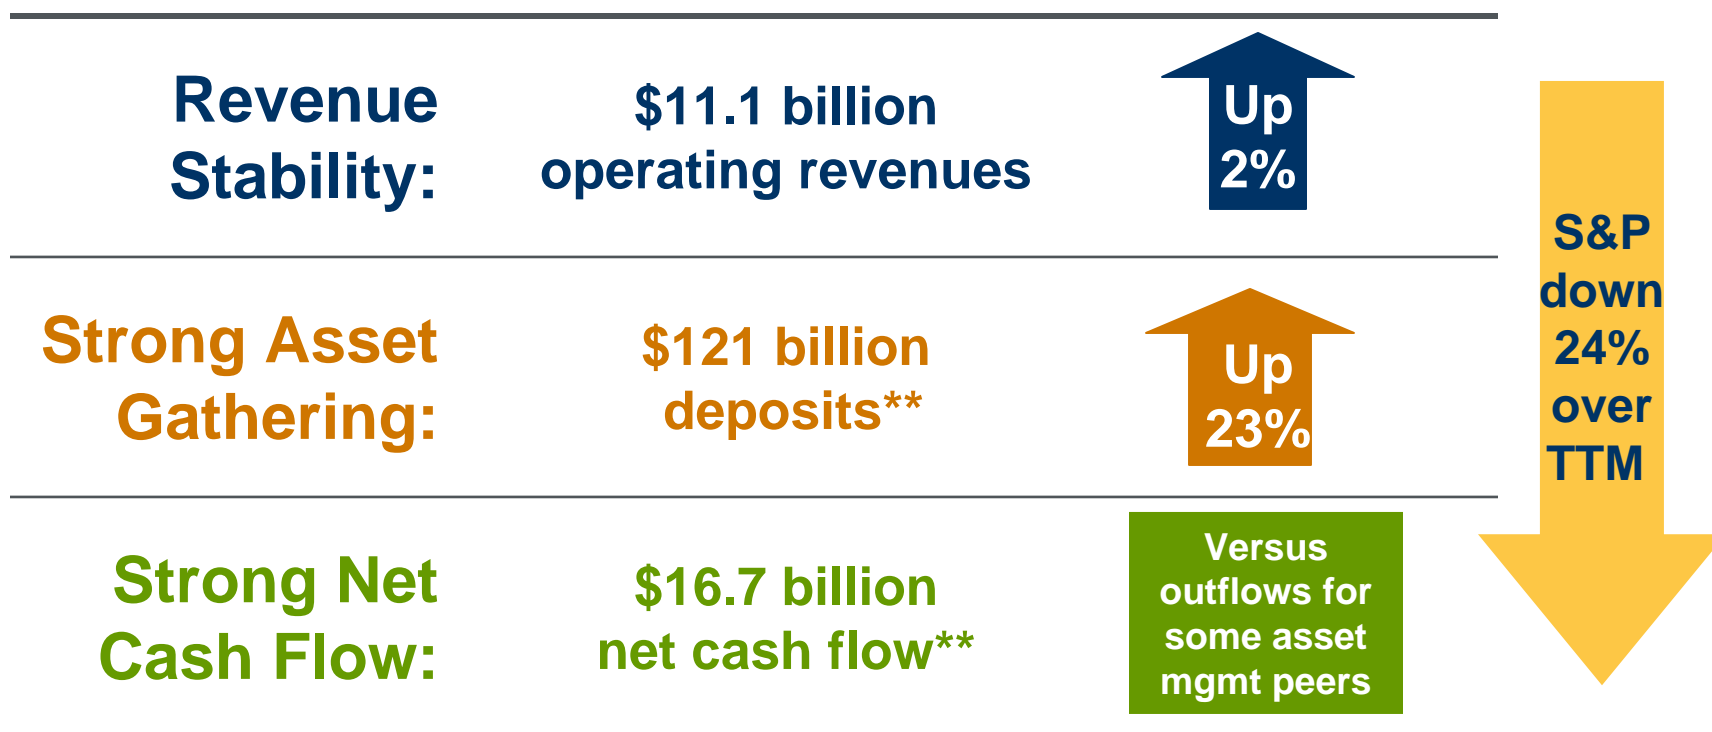 Revenue
Stability:
$11.1 billion
operating revenues
Up
2%
Strong Asset
Gathering:
$121 billion
deposits**
Up
23%
Strong Net
Cash Flow:
$16.7 billion
net cash flow**
Versus
outflows for
some asset
mgmt peers
S&P
down
24%
over
TTM